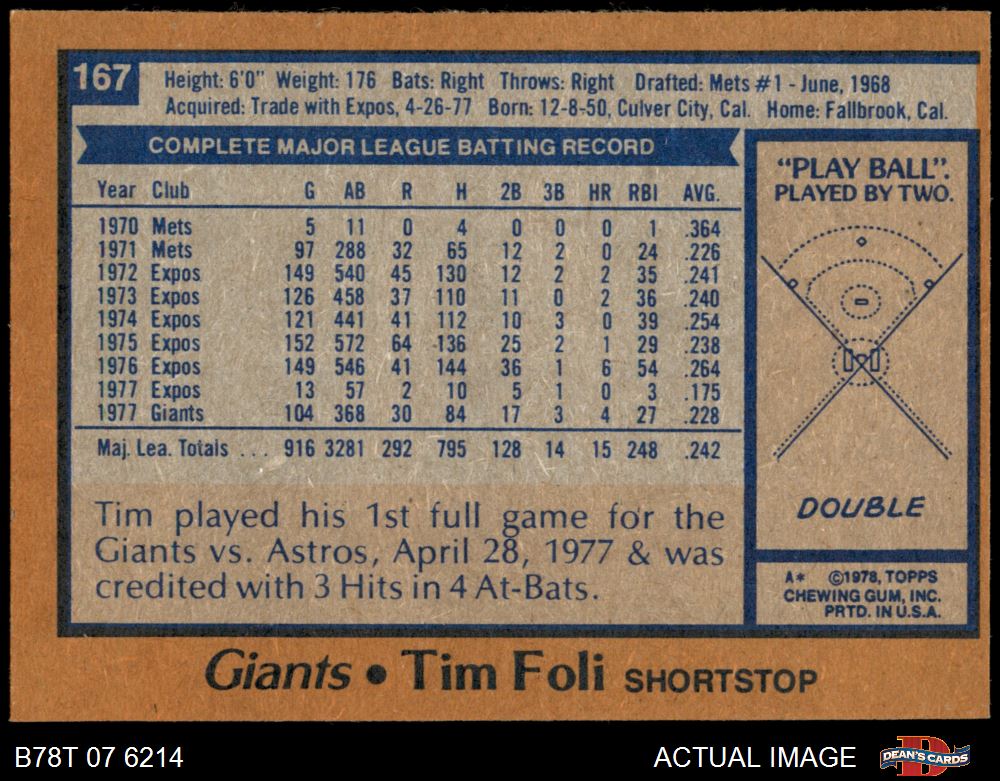 167
Height: 6'0" Weight: 176 Bats: Right Throws: Right Drafted: Mets #1 - June, 1968
Acquired: Trade with Expos, 4-26-77 Born: 12-8-50, Culver City, Cal. Home: Fallbrook, Cal.
COMPLETE MAJOR LEAGUE BATTING RECORD
Year Club G AB R H 2B 3B HR RBI AVG.
1970 Mets 5 11 0 4 0 0 0 1 .364
1971 Mets 97 288 32 65 12 2 0 24 .226
1972 Expos 149 540 45 130 12 2 2 35 .241
1973 Expos 126 458 37 110 11 0 2 36 .240
1974 Expos 121 441 41 112 10 3 0 39 .254
1975 Expos 152 572 64 136 25 2 1 29 .238
1976 Expos 149 546 41 144 36 1 6 54 .264
1977 Expos 13 57 2 10 5 1 0 3 .175
1977 Giants 104 368 30 84 17 3 4 27 .228
Maj. Lea. Totals ... 916 3281 292 795 128 14 15 248 .242
Tim played his 1st full game for the
Giants vs. Astros, April 28, 1977 & was
credited with 3 Hits in 4 At-Bats.
"PLAY BALL":
PLAYED BY TWO.
DOUBLE
A* ©1978, TOPPS
CHEWING GUM, INC.
PRTD. IN U.S.A.
Giants • Tim Foli SHORTSTOP
B78T 07 6214
ACTUAL IMAGE
DEAN'S CARDS